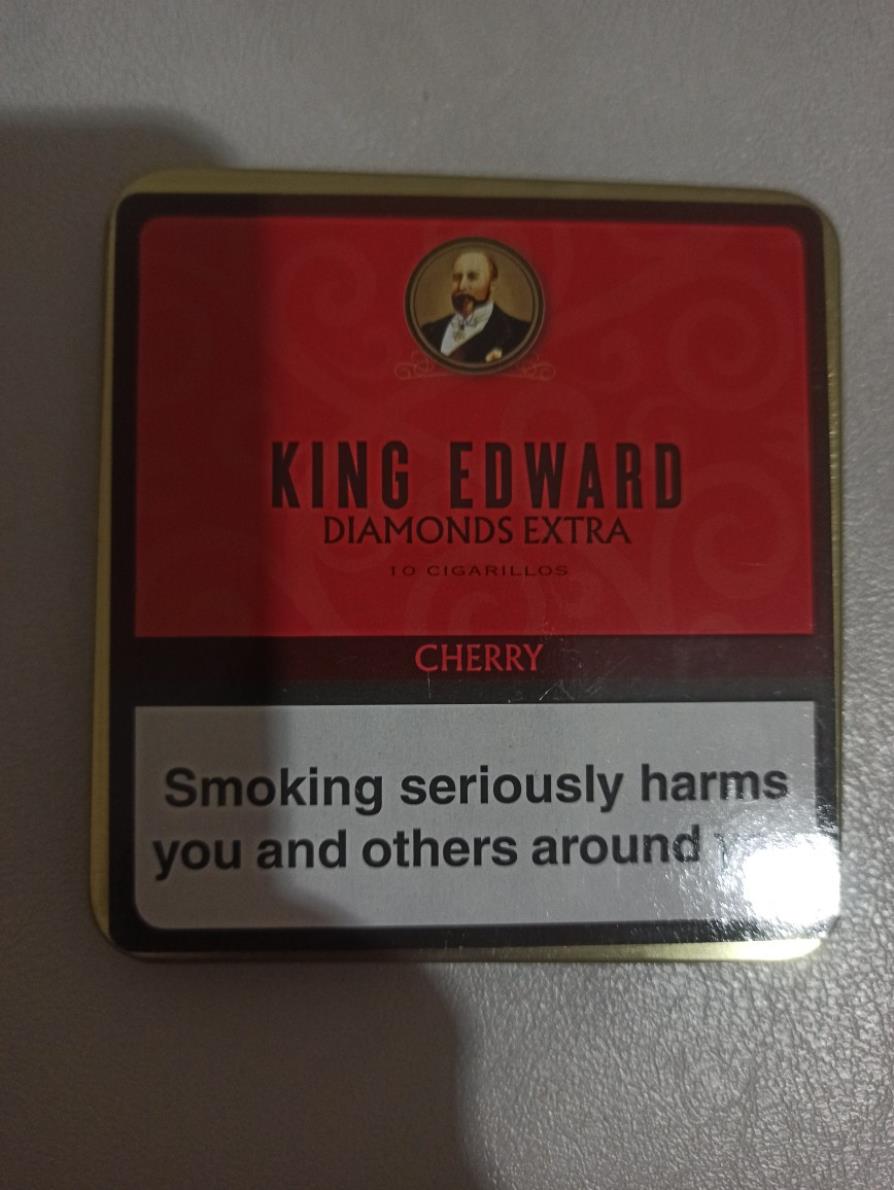 KING EDWARD
DIAMONDS EXTRA
10 CIGARILLOS
CHERRY
Smoking seriously harms
you and others around